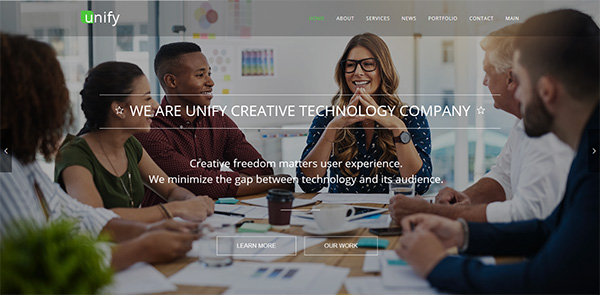 unify
HOME ABOUT SERVICES NEWS PORTFOLIO CONTACT MAIN
☆ WE ARE UNIFY CREATIVE TECHNOLOGY COMPANY ☆
Creative freedom matters user experience.
We minimize the gap between technology and its audience.
LEARN MORE OUR WORK